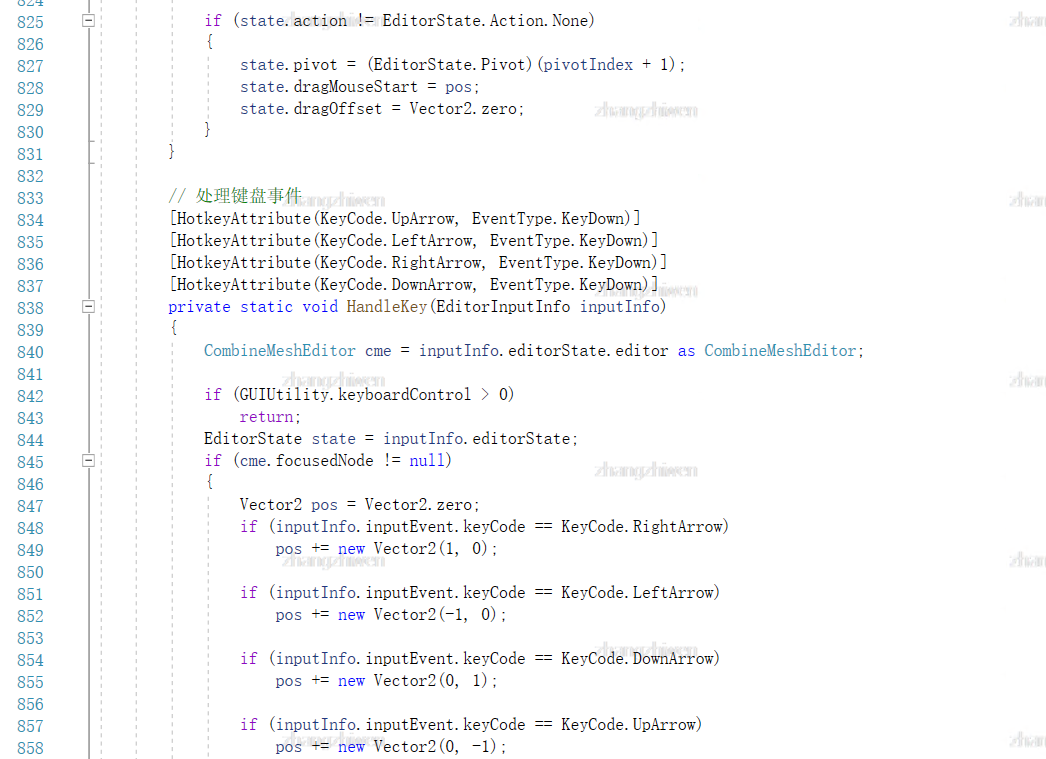 824
825 if (state.action != EditorState.Action.None)
826 {
827 state.pivot = (EditorState.Pivot)(pivotIndex + 1);
828 state.dragMouseStart = pos;
829 state.dragOffset = Vector2.zero;
830 }
831 }
832
833 // 处理键盘事件
834 [HotkeyAttribute(KeyCode.UpArrow, EventType.KeyDown)]
835 [HotkeyAttribute(KeyCode.LeftArrow, EventType.KeyDown)]
836 [HotkeyAttribute(KeyCode.RightArrow, EventType.KeyDown)]
837 [HotkeyAttribute(KeyCode.DownArrow, EventType.KeyDown)]
838 private static void HandleKey(EditorInputInfo inputInfo)
839 {
840 CombineMeshEditor cme = inputInfo.editorState.editor as CombineMeshEditor;
841
842 if (GUIUtility.keyboardControl > 0)
843 return;
844 EditorState state = inputInfo.editorState;
845 if (cme.focusedNode != null)
846 {
847 Vector2 pos = Vector2.zero;
848 if (inputInfo.inputEvent.keyCode == KeyCode.RightArrow)
849 pos += new Vector2(1, 0);
850
851 if (inputInfo.inputEvent.keyCode == KeyCode.LeftArrow)
852 pos += new Vector2(-1, 0);
853
854 if (inputInfo.inputEvent.keyCode == KeyCode.DownArrow)
855 pos += new Vector2(0, 1);
856
857 if (inputInfo.inputEvent.keyCode == KeyCode.UpArrow)
858 pos += new Vector2(0, -1);